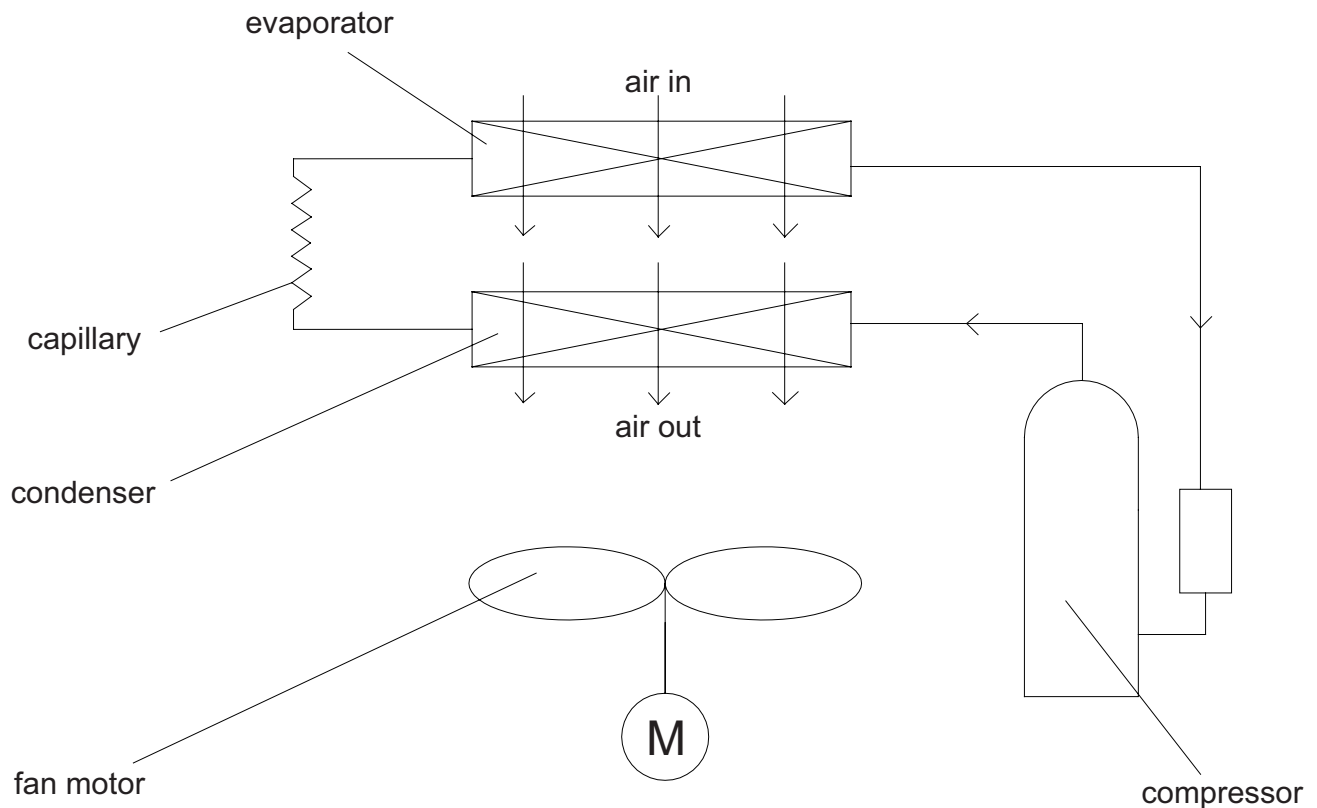 evaporator
air in
capillary
air out
condenser
M
fan motor
compressor